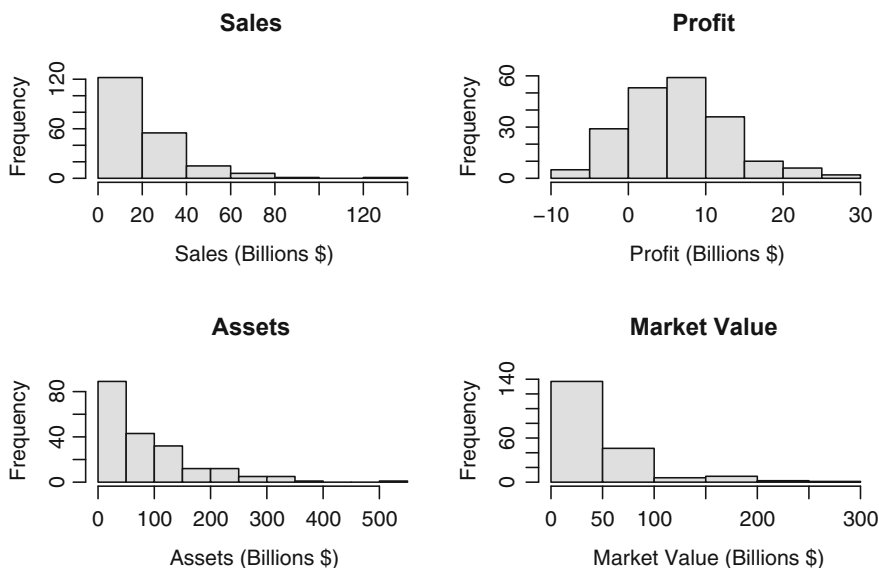 Sales
Frequency
0 60 120
0 20 40 60 80 120
Sales (Billions $)
Profit
Frequency
0 30 60
−10 0 10 20 30
Profit (Billions $)
Assets
Frequency
0 40 80
0 100 200 300 400 500
Assets (Billions $)
Market Value
Frequency
0 60 140
0 50 100 200 300
Market Value (Billions $)